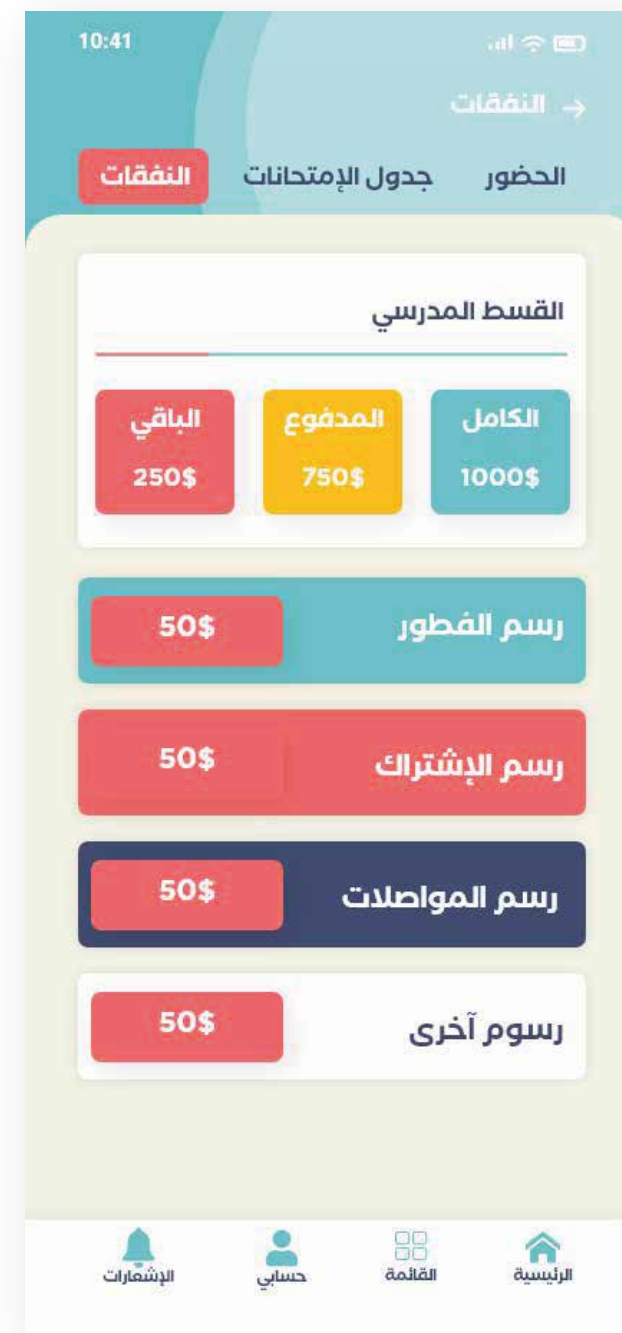 10:41
النفقات
الحضور جدول الإمتحانات النفقات
القسط المدرسي
الكامل المدفوع الباقي
1000$ 750$ 250$
رسم الفطور 50$
رسم الإشتراك 50$
رسم المواصلات 50$
رسوم آخرى 50$
الرئيسية القائمة حسابي الإشعارات